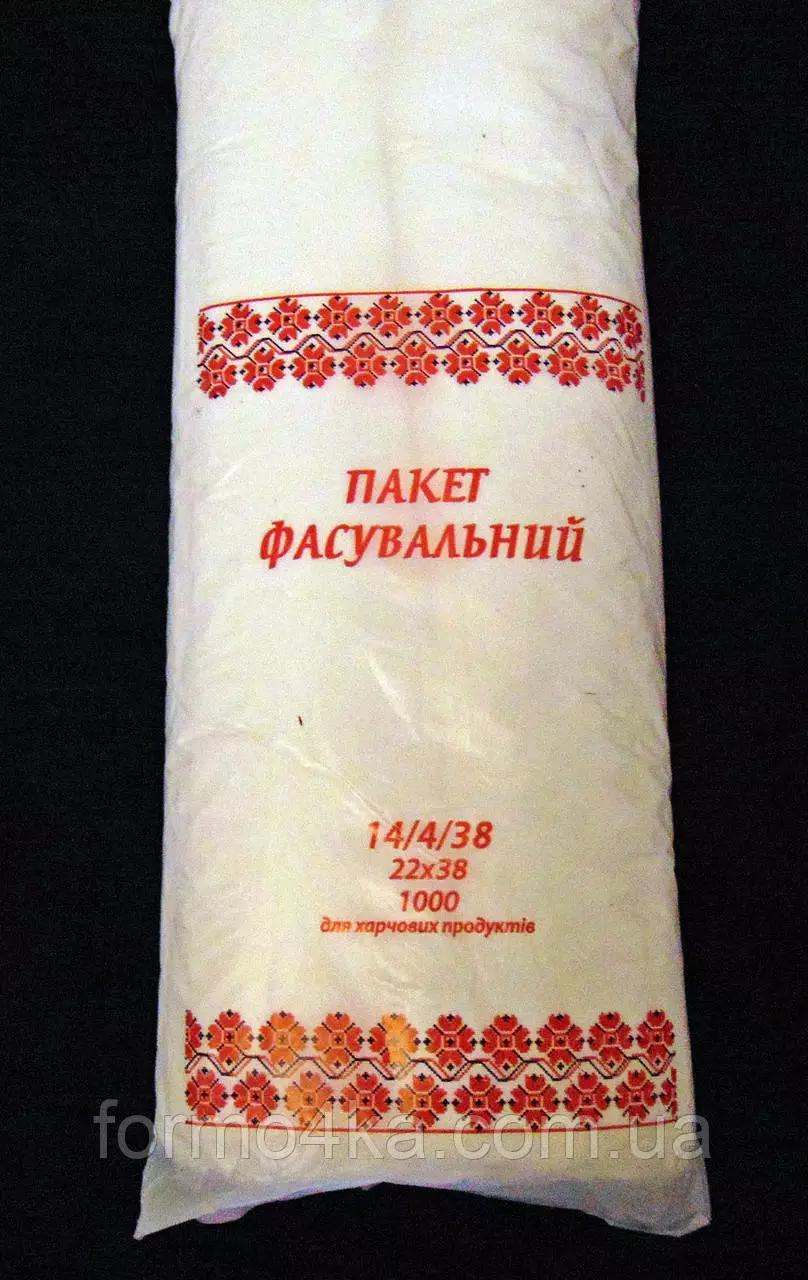 ПАКЕТ
ФАСУВАЛЬНИЙ
14/4/38
22x38
1000
для харчових продуктів
formo4ka.com.ua